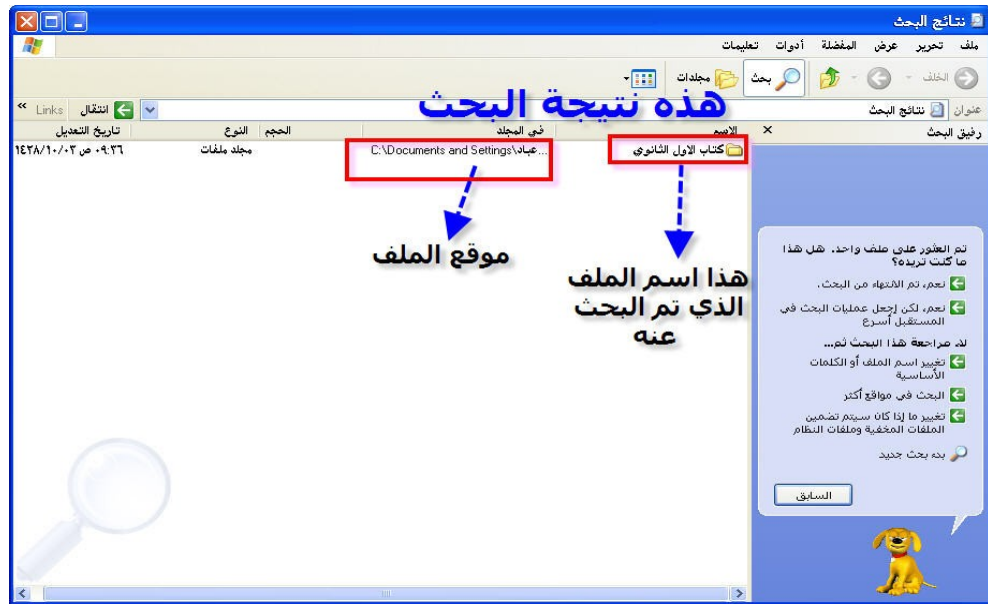 نتائج البحث
ملف تحرير عرض المفضلة أدوات تعليمات
الخلف بحث مجلدات
هذه نتيجة البحث
عنوان نتائج البحث انتقال Links »
رفيق البحث × الاسم في المجلد الحجم النوع تاريخ التعديل
كتاب الاول الثانوي C:\Documents and Settings\عباد... مجلد ملفات ٠٩:٣٦ ص ١٤٢٨/١٠/٠٣
موقع الملف
هذا اسم الملف
الذي تم البحث
عنه
تم العثور على ملف واحد. هل هذا
ما كنت تريده؟
نعم، تم الانتهاء من البحث.
نعم، لكن إجعل عمليات البحث في
المستقبل أسرع
لا، مراجعة هذا البحث ثم...
تغيير اسم الملف أو الكلمات
الأساسية
البحث في مواقع أكثر
تغيير ما إذا كان سيتم تضمين
الملفات المخفية وملفات النظام
بدء بحث جديد
السابق